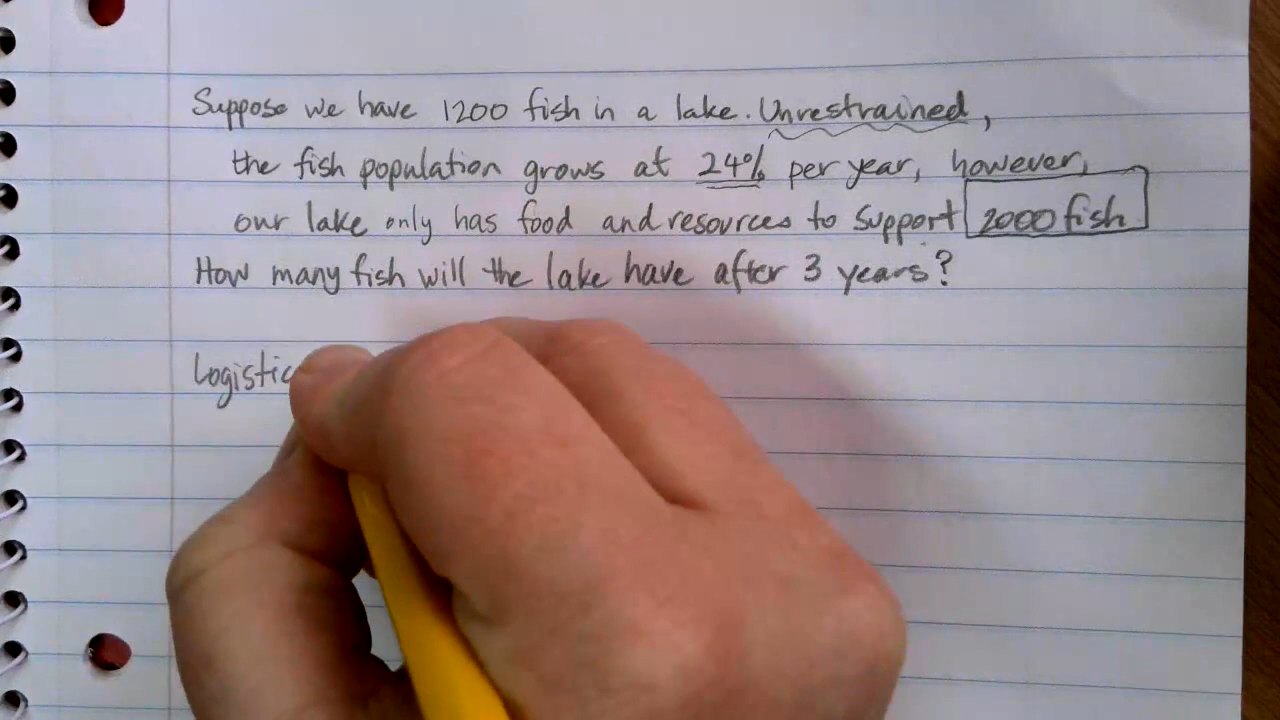 Suppose we have 1200 fish in a lake. Unrestrained,
the fish population grows at 24% per year, however,
our lake only has food and resources to support 2000 fish
How many fish will the lake have after 3 years?
Logistic